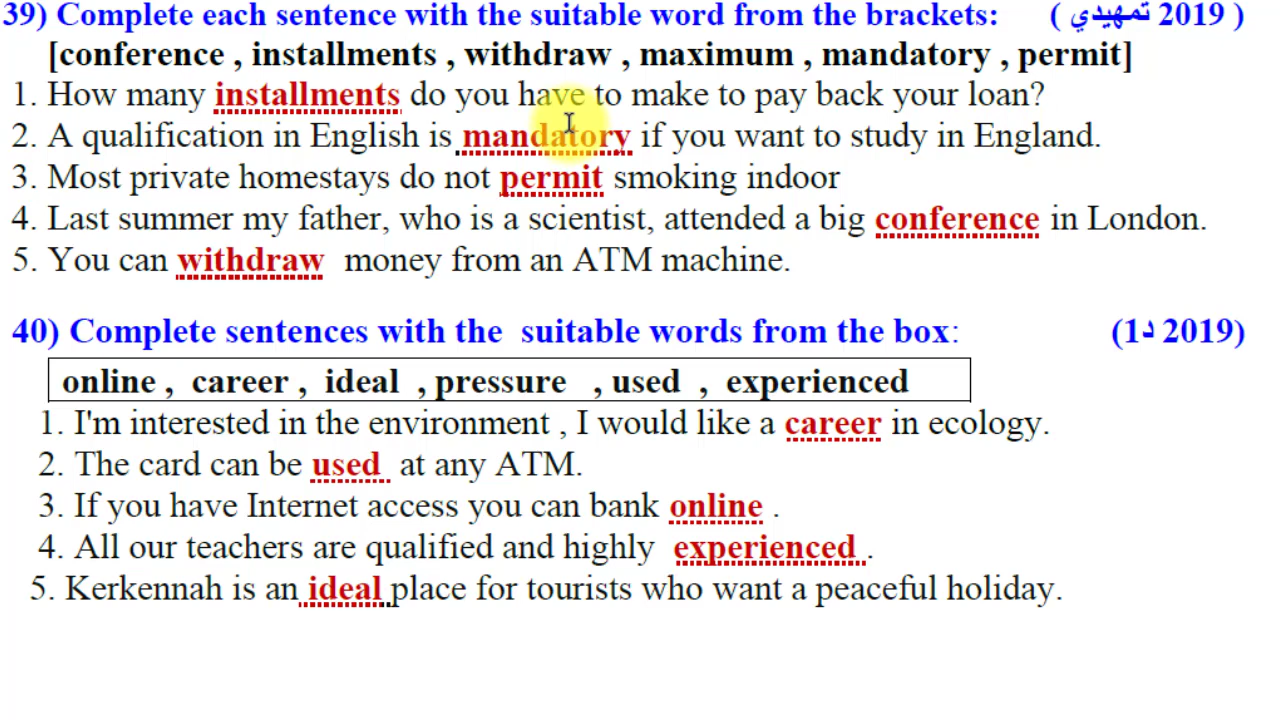 39) Complete each sentence with the suitable word from the brackets: ( تمهيدي 2019 )
[conference , installments , withdraw , maximum , mandatory , permit]
1. How many installments do you have to make to pay back your loan?
2. A qualification in English is mandatory if you want to study in England.
3. Most private homestays do not permit smoking indoor
4. Last summer my father, who is a scientist, attended a big conference in London.
5. You can withdraw money from an ATM machine.
40) Complete sentences with the suitable words from the box: (2019 د1)
online , career , ideal , pressure , used , experienced
1. I'm interested in the environment , I would like a career in ecology.
2. The card can be used at any ATM.
3. If you have Internet access you can bank online .
4. All our teachers are qualified and highly experienced .
5. Kerkennah is an ideal place for tourists who want a peaceful holiday.